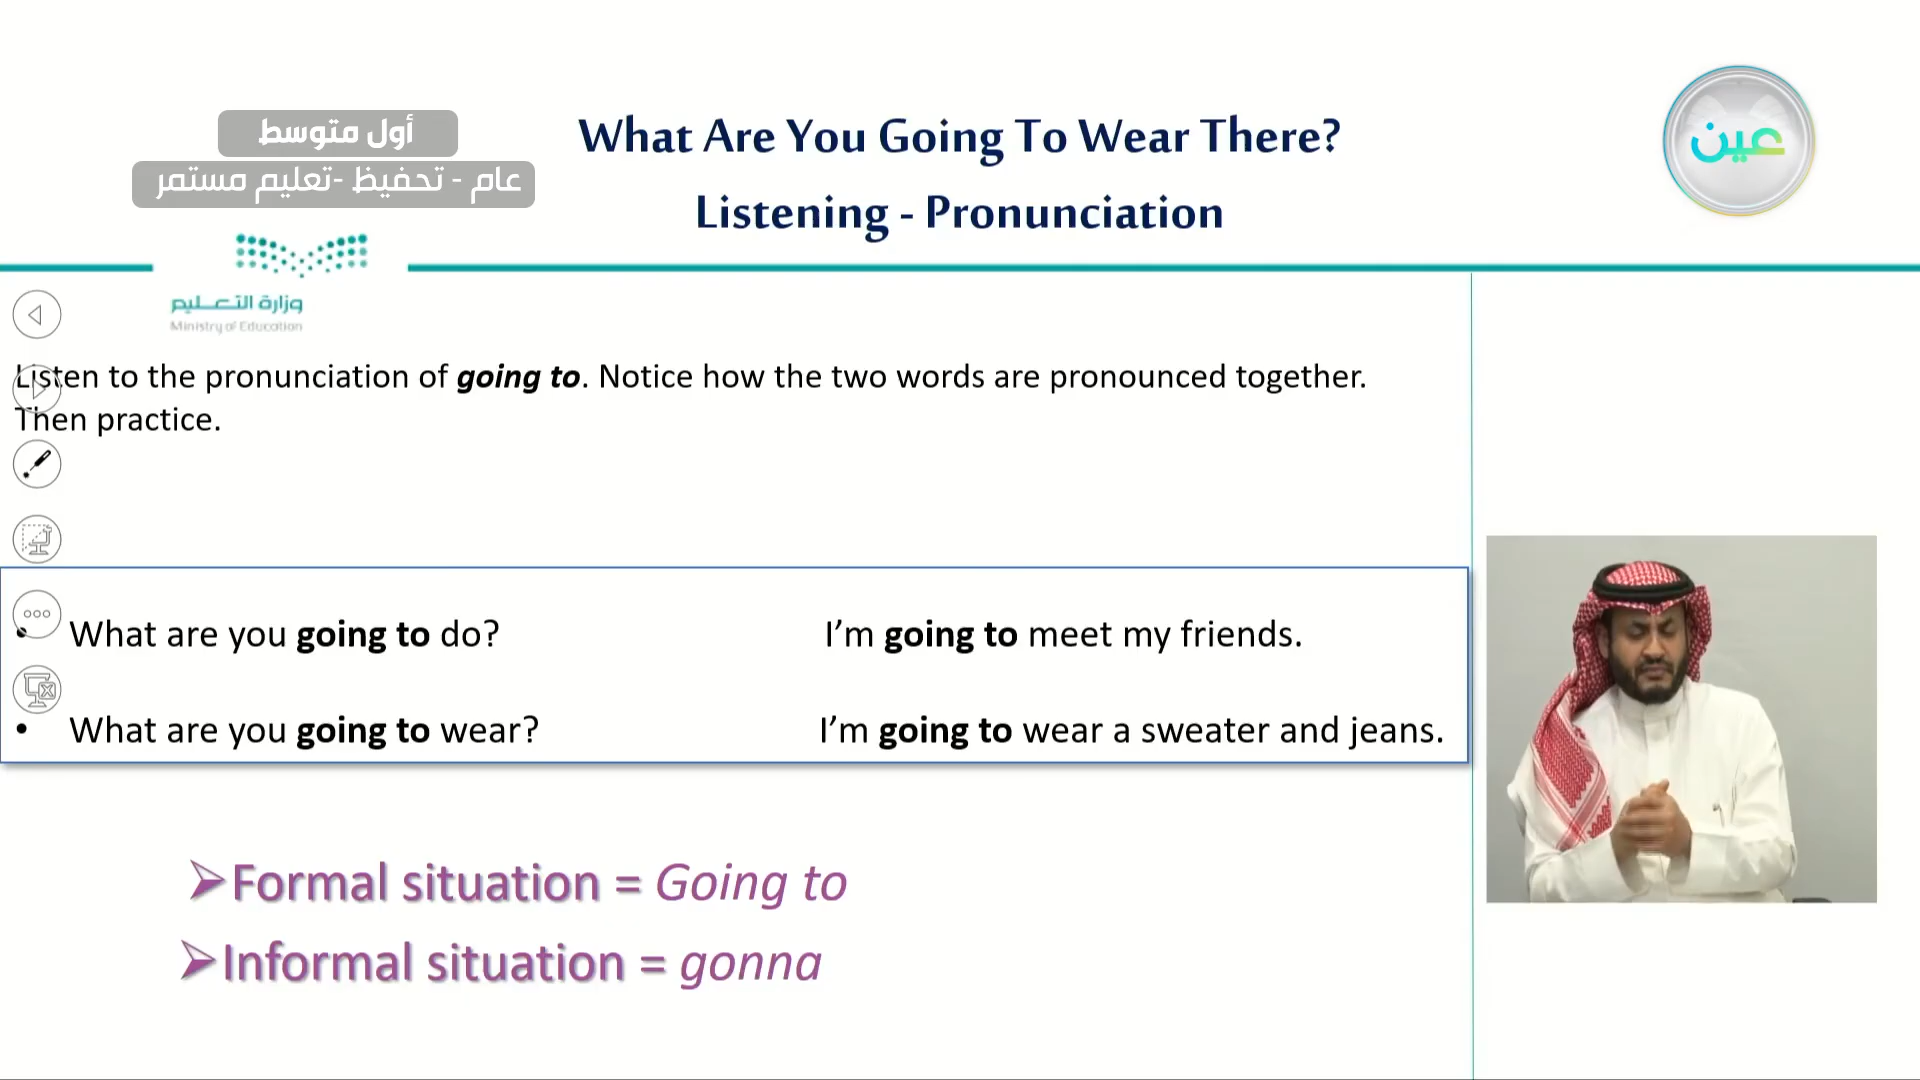 أول متوسط
عام - تحفيظ -تعليم مستمر
What Are You Going To Wear There?
Listening - Pronunciation
عين
وزارة التعليم
Ministry of Education
Listen to the pronunciation of going to. Notice how the two words are pronounced together.
Then practice.
• What are you going to do? I'm going to meet my friends.
• What are you going to wear? I'm going to wear a sweater and jeans.
➢Formal situation = Going to
➢Informal situation = gonna